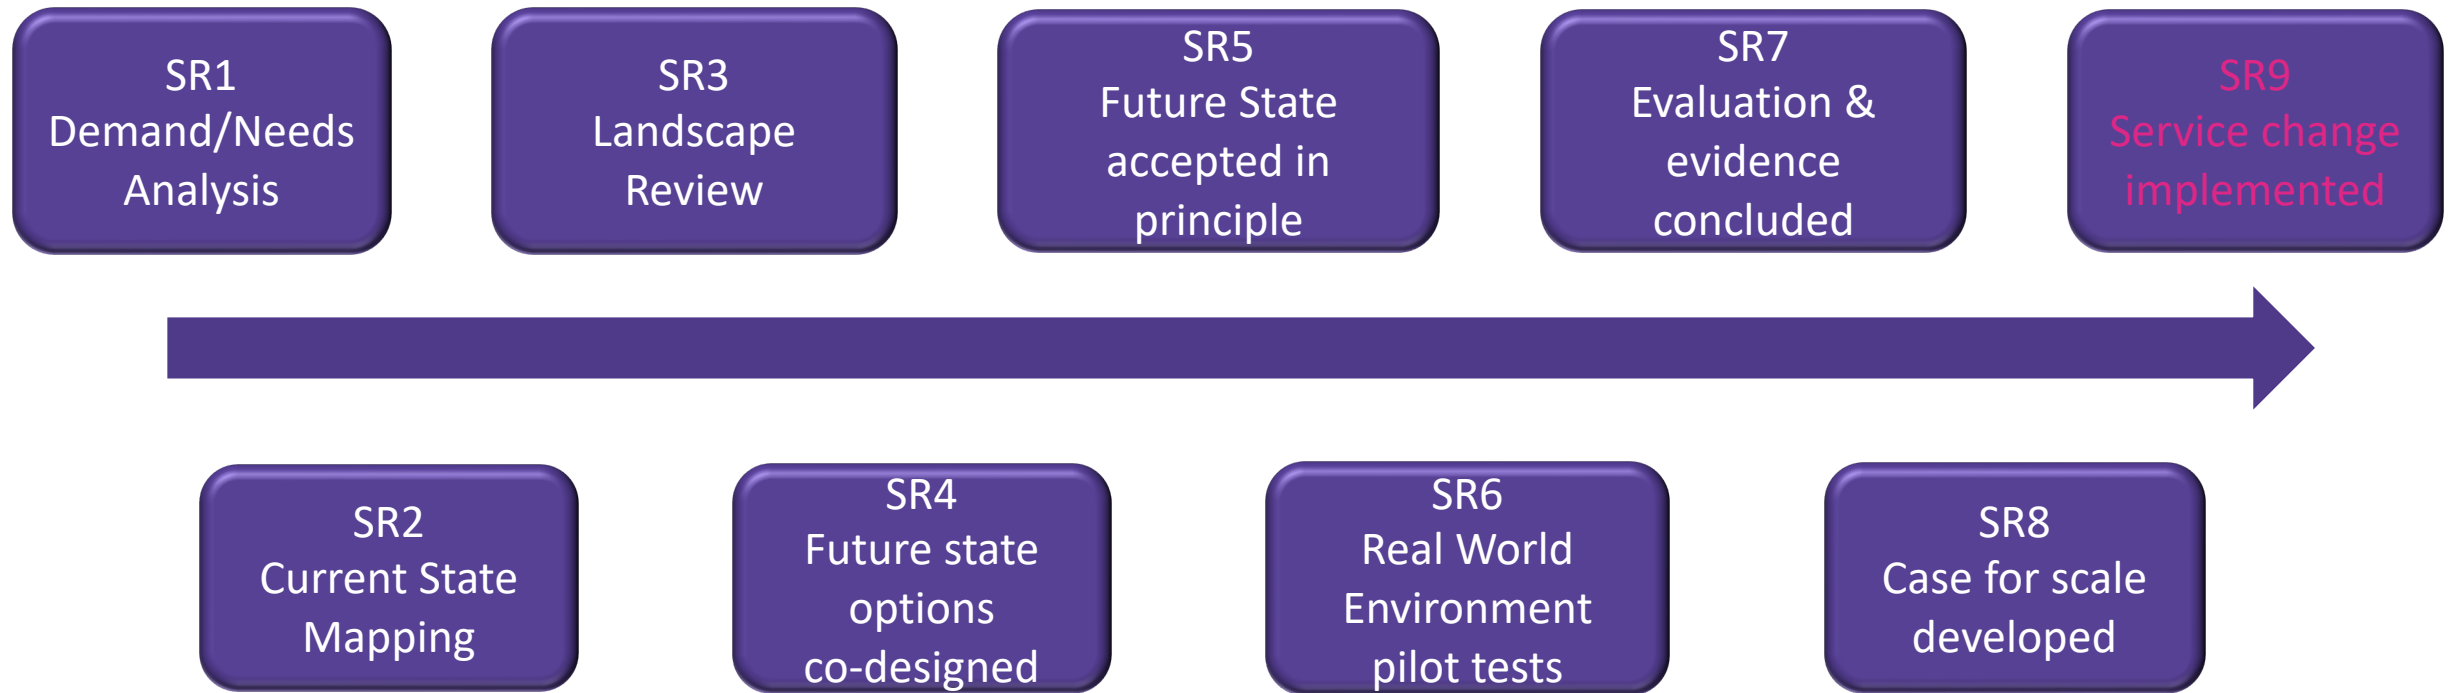 SR1
Demand/Needs
Analysis
SR3
Landscape
Review
SR5
Future State
accepted in
principle
SR7
Evaluation &
evidence
concluded
SR9
Service change
implemented
SR2
Current State
Mapping
SR4
Future state
options
co-designed
SR6
Real World
Environment
pilot tests
SR8
Case for scale
developed